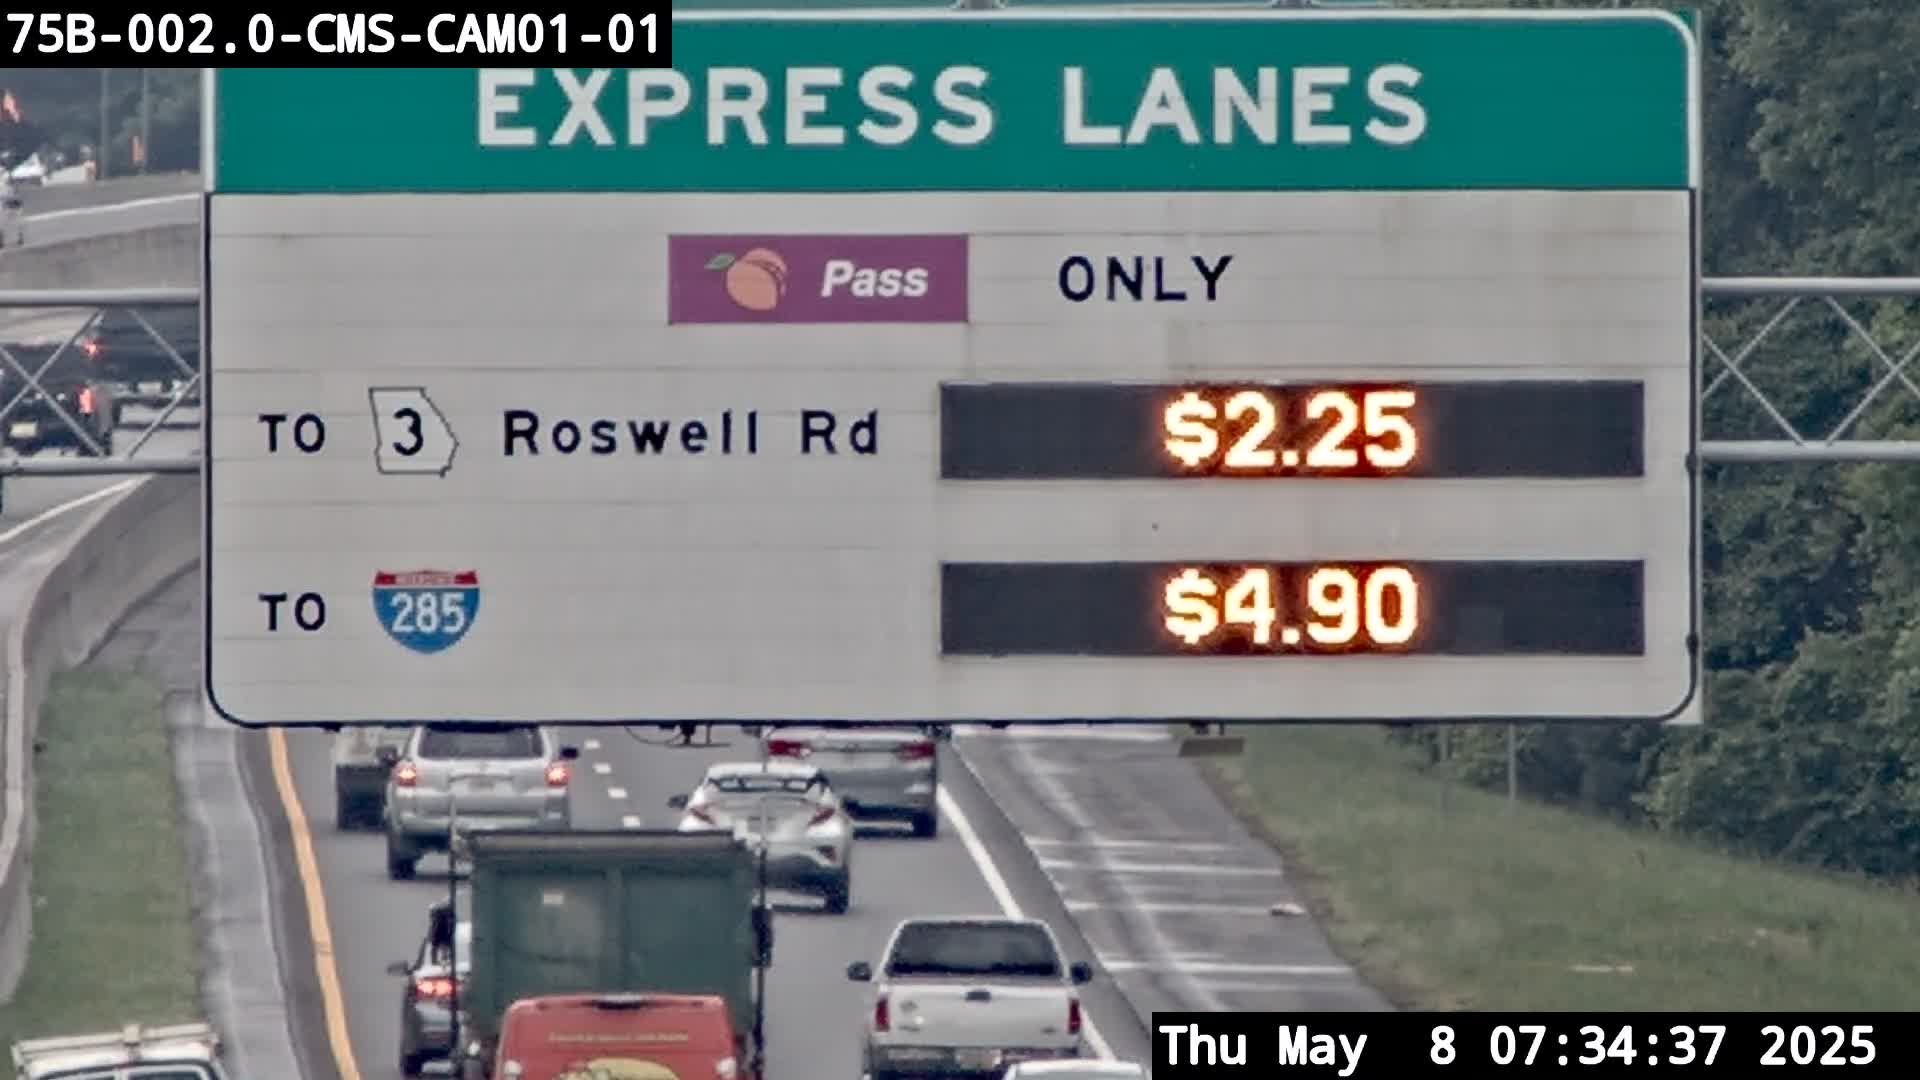 75B-002.0-CMS-CAM01-01
EXPRESS LANES
Pass ONLY
TO 3 Roswell Rd $2.25
TO 285 $4.90
Thu May 8 07:34:37 2025